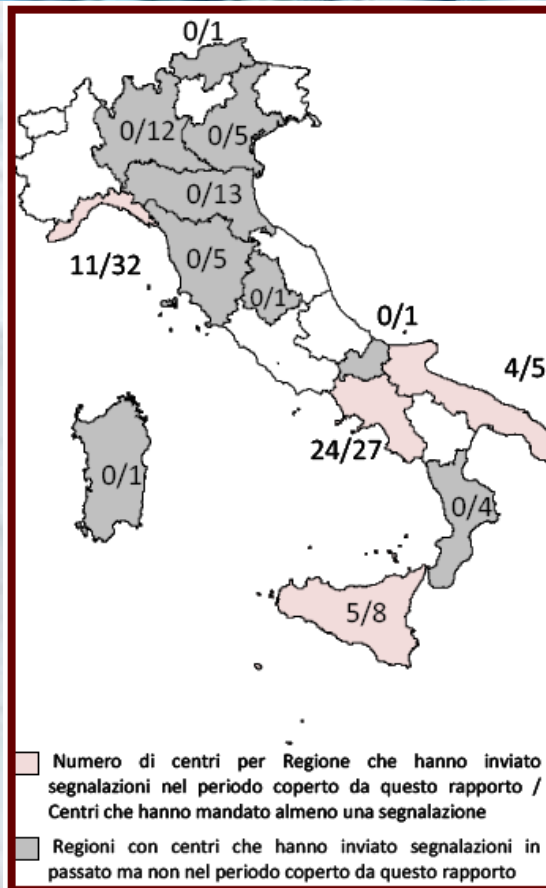 0/1
0/12
0/5
0/13
11/32
0/5
0/1
0/1
4/5
24/27
0/1
0/4
5/8
Numero di centri per Regione che hanno inviato
segnalazioni nel periodo coperto da questo rapporto /
Centri che hanno mandato almeno una segnalazione
Regioni con centri che hanno inviato segnalazioni in
passato ma non nel periodo coperto da questo rapporto